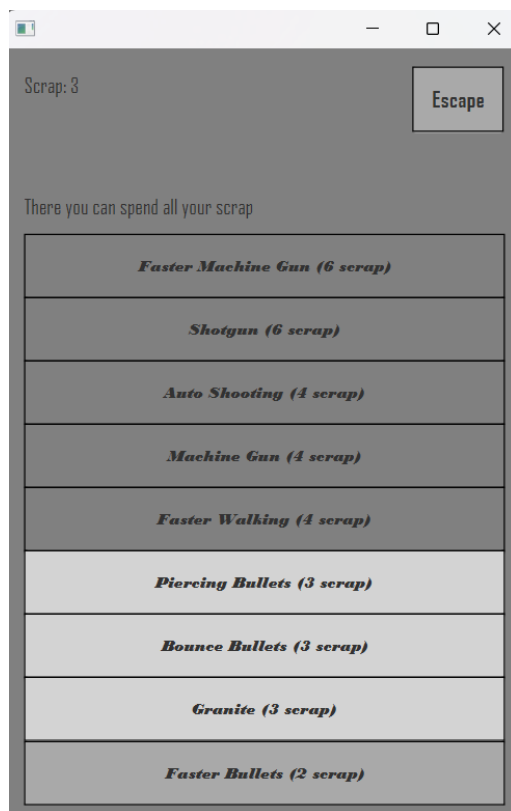 Scrap: 3
Escape
There you can spend all your scrap
Faster Machine Gun (6 scrap)
Shotgun (6 scrap)
Auto Shooting (4 scrap)
Machine Gun (4 scrap)
Faster Walking (4 scrap)
Piercing Bullets (3 scrap)
Bounce Bullets (3 scrap)
Granite (3 scrap)
Faster Bullets (2 scrap)